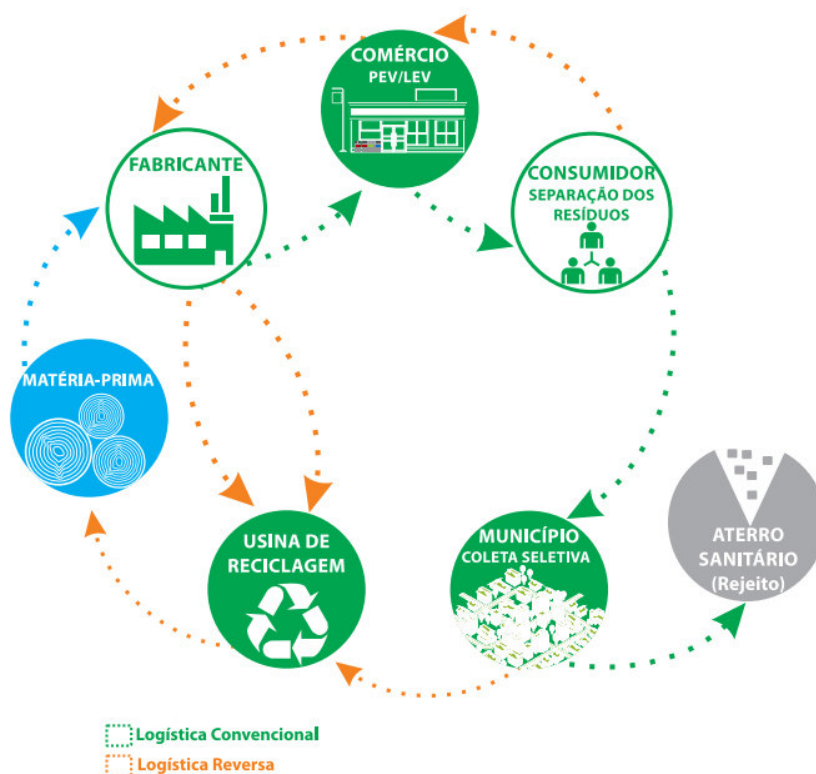 COMÉRCIO
PEV/LEV
FABRICANTE
CONSUMIDOR
SEPARAÇÃO DOS
RESÍDUOS
MATÉRIA-PRIMA
USINA DE
RECICLAGEM
MUNICÍPIO
COLETA SELETIVA
ATERRO
SANITÁRIO
(Rejeito)
Logística Convencional
Logística Reversa